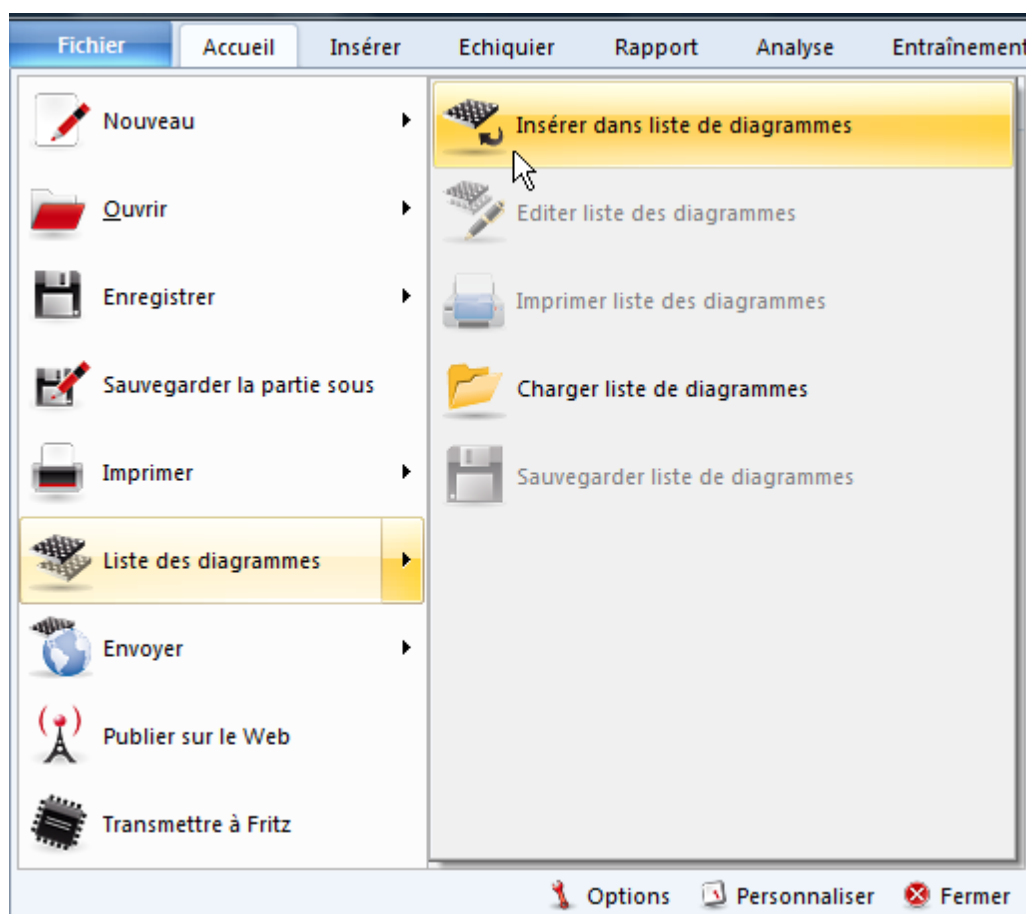 Fichier Accueil Insérer Echiquier Rapport Analyse Entraînement
Nouveau
Ouvrir
Enregistrer
Sauvegarder la partie sous
Imprimer
Liste des diagrammes
Envoyer
Publier sur le Web
Transmettre à Fritz
Insérer dans liste de diagrammes
Editer liste des diagrammes
Imprimer liste des diagrammes
Charger liste de diagrammes
Sauvegarder liste de diagrammes
Options Personnaliser Fermer